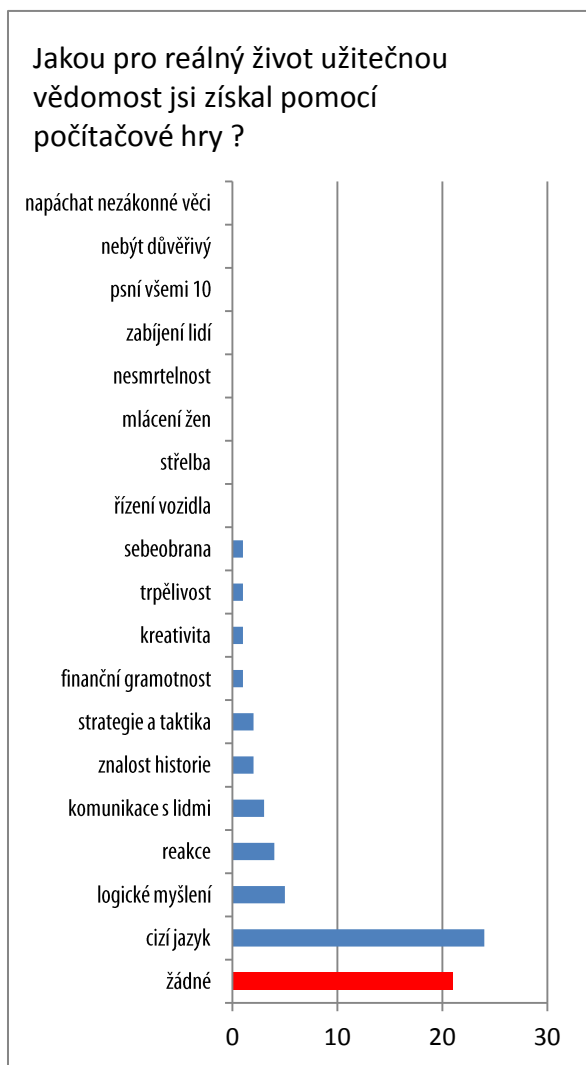 Jakou pro reálný život užitečnou
vědomost jsi získal pomocí
počítačové hry ?
napáchat nezákonné věci
nebýt důvěřivý
psní všemi 10
zabíjení lidí
nesmrtelnost
mlácení žen
střelba
řízení vozidla
sebeobrana
trpělivost
kreativita
finanční gramotnost
strategie a taktika
znalost historie
komunikace s lidmi
reakce
logické myšlení
cizí jazyk
žádné
0 10 20 30